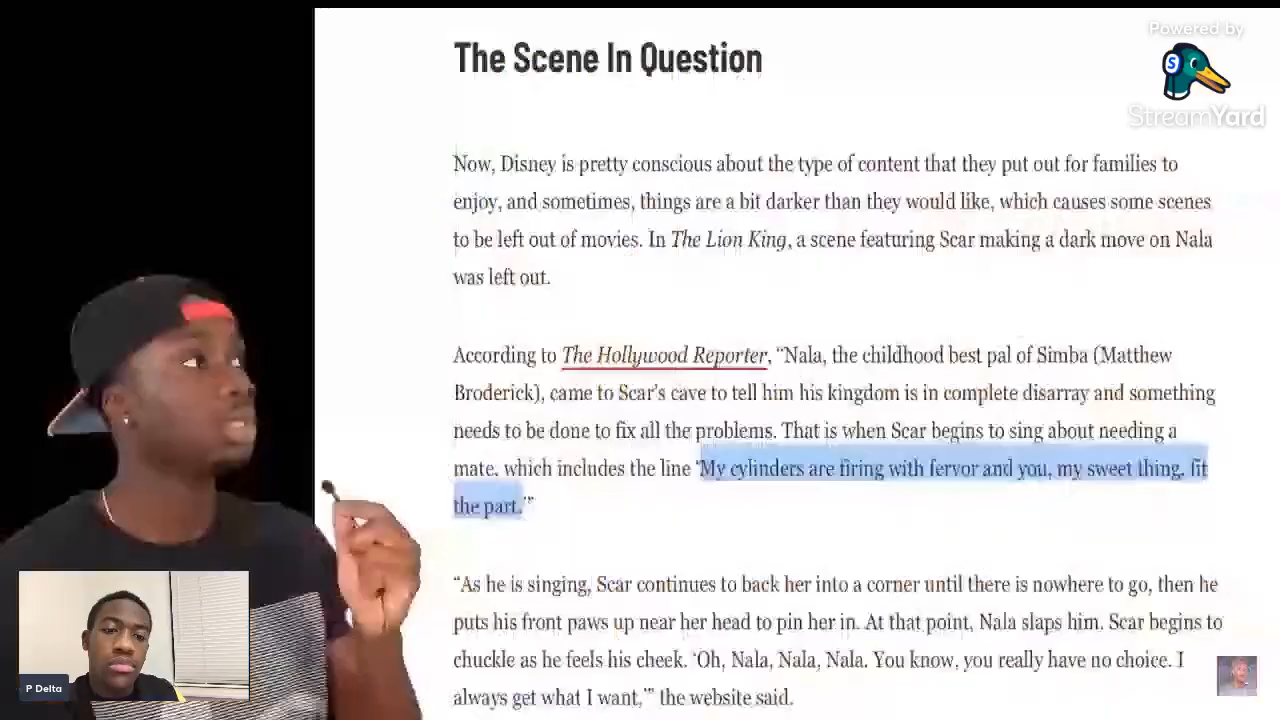 Powered by
StreamYard
The Scene In Question
Now, Disney is pretty conscious about the type of content that they put out for families to
enjoy, and sometimes, things are a bit darker than they would like, which causes some scenes
to be left out of movies. In The Lion King, a scene featuring Scar making a dark move on Nala
was left out.
According to The Hollywood Reporter, “Nala, the childhood best pal of Simba (Matthew
Broderick), came to Scar’s cave to tell him his kingdom is in complete disarray and something
needs to be done to fix all the problems. That is when Scar begins to sing about needing a
mate, which includes the line ‘My cylinders are firing with fervor and you, my sweet thing, fit
the part.’”
“As he is singing, Scar continues to back her into a corner until there is nowhere to go, then he
puts his front paws up near her head to pin her in. At that point, Nala slaps him. Scar begins to
chuckle as he feels his cheek. ‘Oh, Nala, Nala, Nala. You know, you really have no choice. I
always get what I want,’” the website said.
P Delta